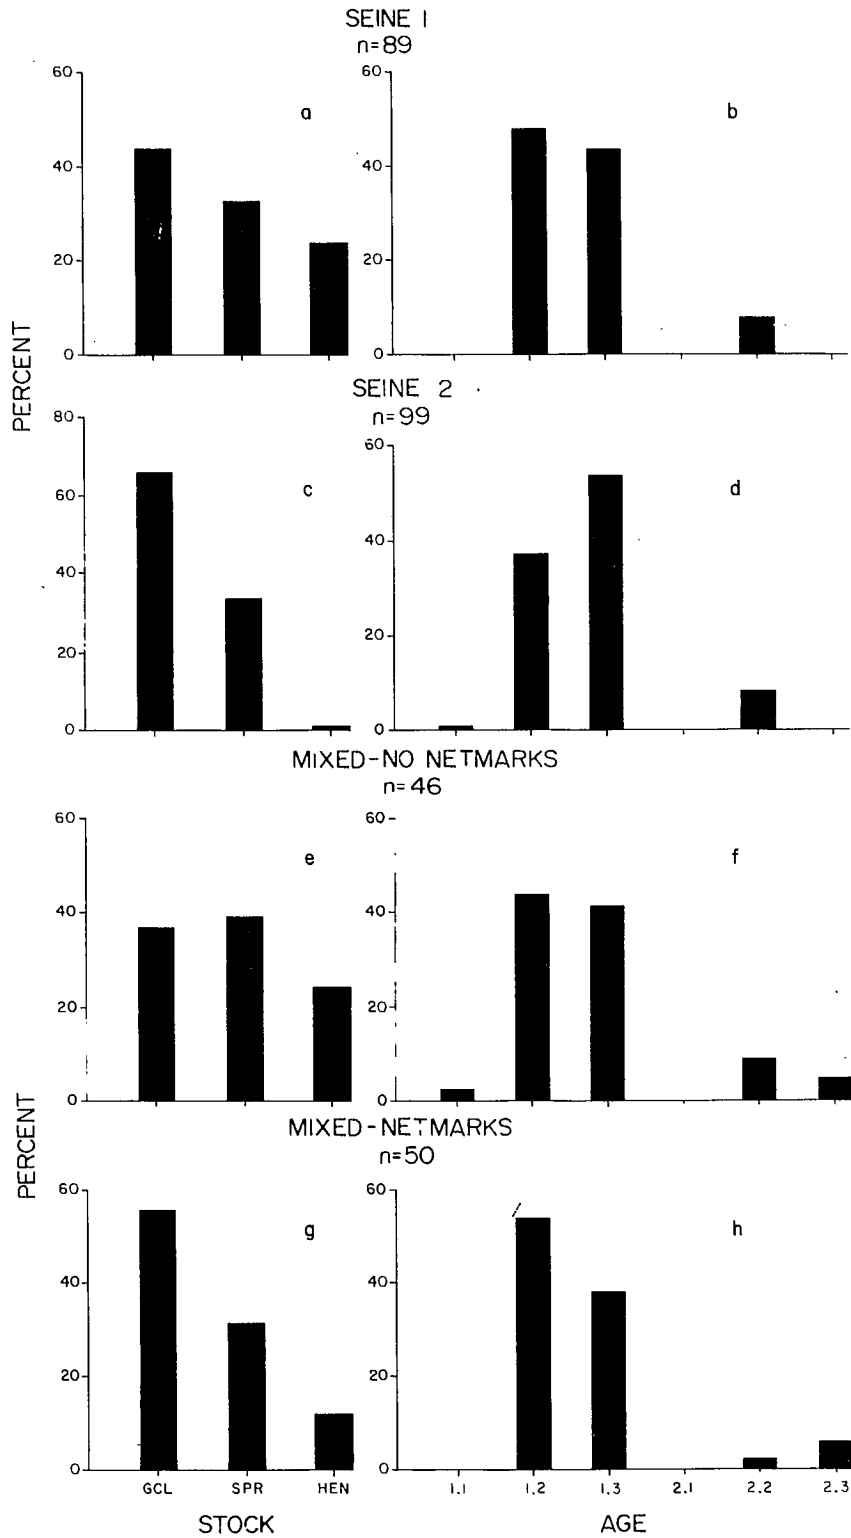 SEINE 1
n=89
60
40
20
0
a
60
40
20
0
b
SEINE 2
n=99
80
60
40
20
0
c
60
40
20
0
d
PERCENT
MIXED-NO NETMARKS
n=46
60
40
20
0
e
60
40
20
0
f
MIXED-NETMARKS
n=50
60
40
20
0
g
60
40
20
0
h
PERCENT
GCL SPR HEN
1.1 1.2 1.3 2.1 2.2 2.3
STOCK
AGE